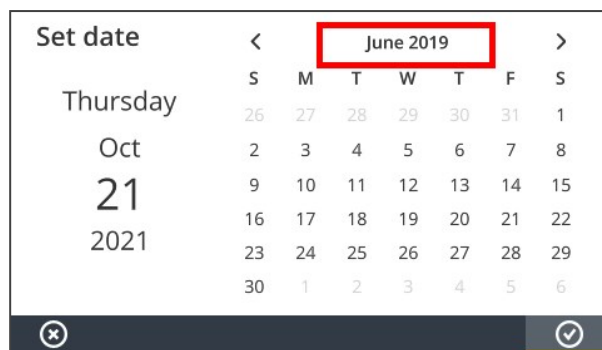 Set date
Thursday
Oct
21
2021
June 2019
S M T W T F S
26 27 28 29 30 31 1
2 3 4 5 6 7 8
9 10 11 12 13 14 15
16 17 18 19 20 21 22
23 24 25 26 27 28 29
30 1 2 3 4 5 6